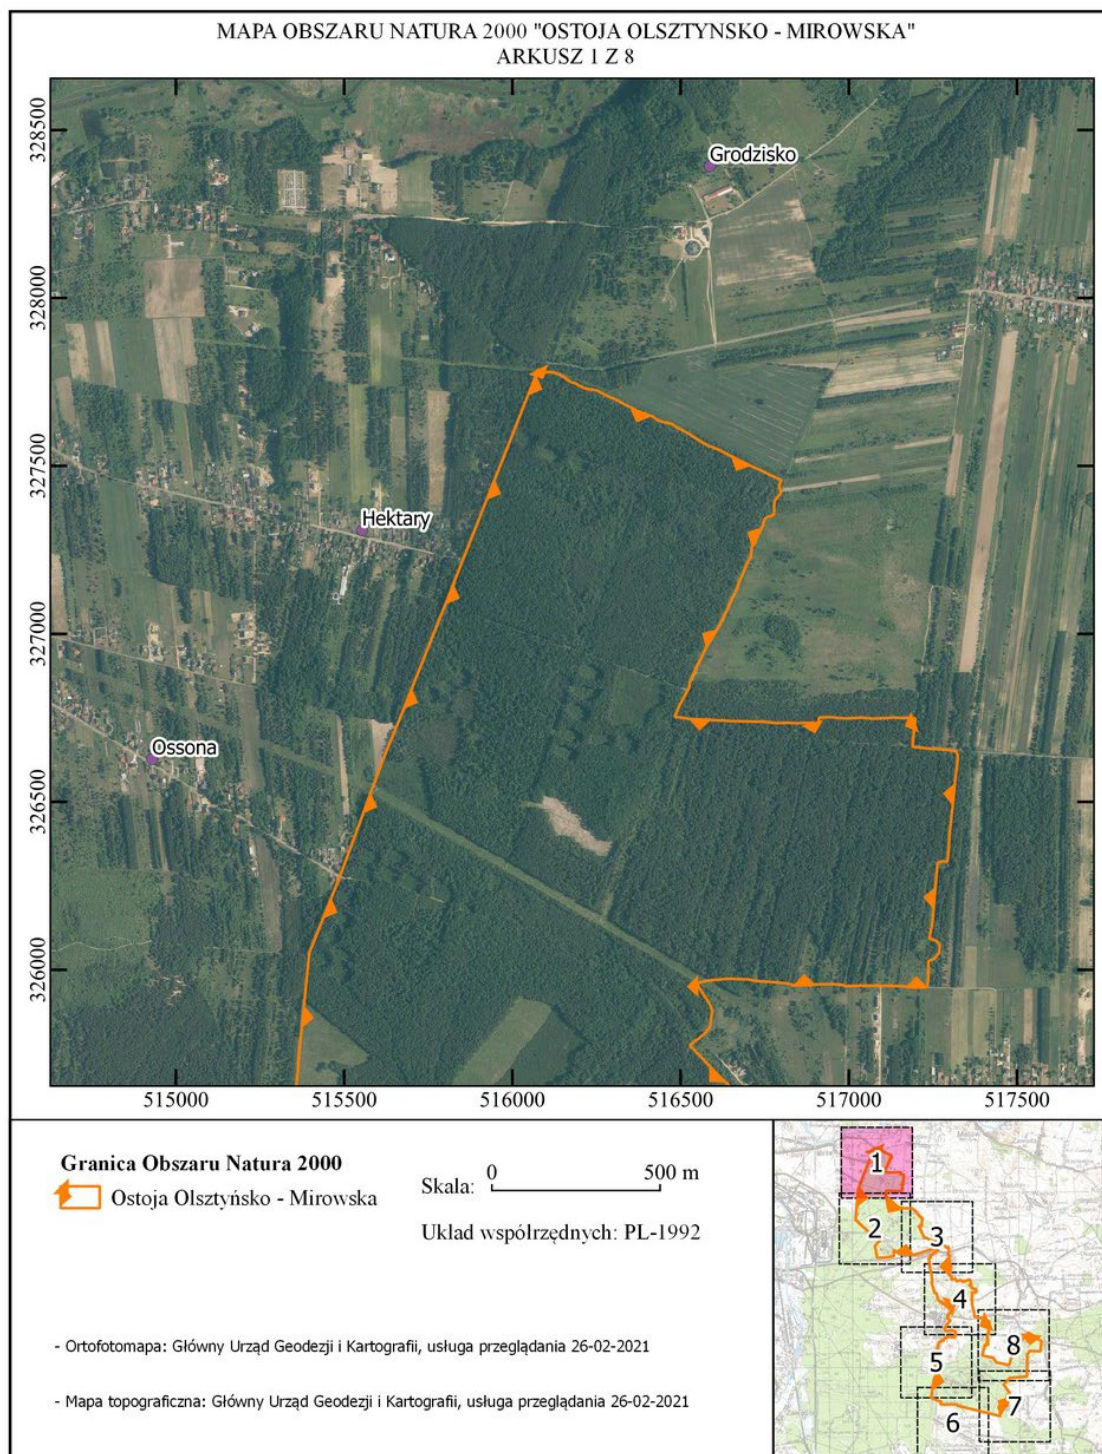 MAPA OBSZARU NATURA 2000 "OSTOJA OLSZTYNSKO - MIROWSKA"
ARKUSZ 1 Z 8
328500
328000
327500
327000
326500
326000
Grodzisko
Hektary
Ossona
515000 515500 516000 516500 517000 517500
Granica Obszaru Natura 2000
Ostoja Olsztyńsko - Mirowska
Skala: 0 500 m
Układ współrzędnych: PL-1992
- Ortofotomapa: Główny Urząd Geodezji i Kartografii, usługa przeglądania 26-02-2021
- Mapa topograficzna: Główny Urząd Geodezji i Kartografii, usługa przeglądania 26-02-2021
1
2
3
4
5
8
7
6